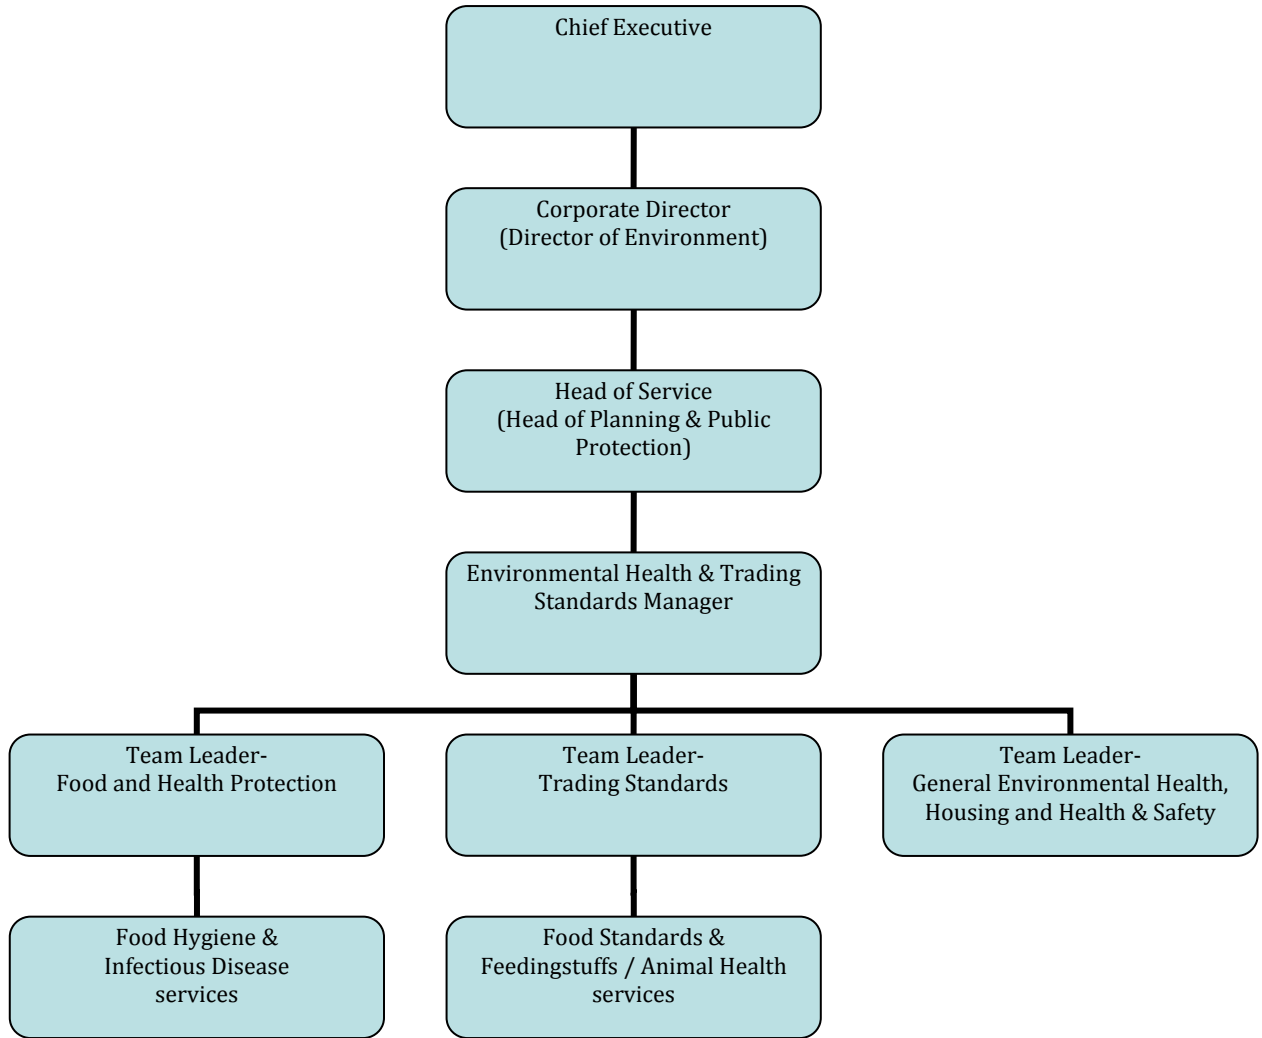 Chief Executive
Corporate Director
(Director of Environment)
Head of Service
(Head of Planning & Public
Protection)
Environmental Health & Trading
Standards Manager
Team Leader-
Food and Health Protection
Team Leader-
Trading Standards
Team Leader-
General Environmental Health,
Housing and Health & Safety
Food Hygiene &
Infectious Disease
services
Food Standards &
Feedingstuffs / Animal Health
services